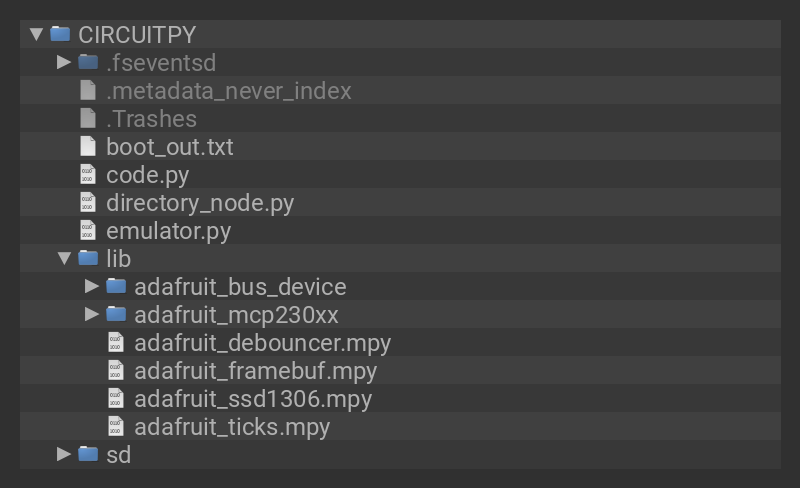 CIRCUITPY
.fseventsd
.metadata_never_index
.Trashes
boot_out.txt
code.py
directory_node.py
emulator.py
lib
adafruit_bus_device
adafruit_mcp230xx
adafruit_debouncer.mpy
adafruit_framebuf.mpy
adafruit_ssd1306.mpy
adafruit_ticks.mpy
sd